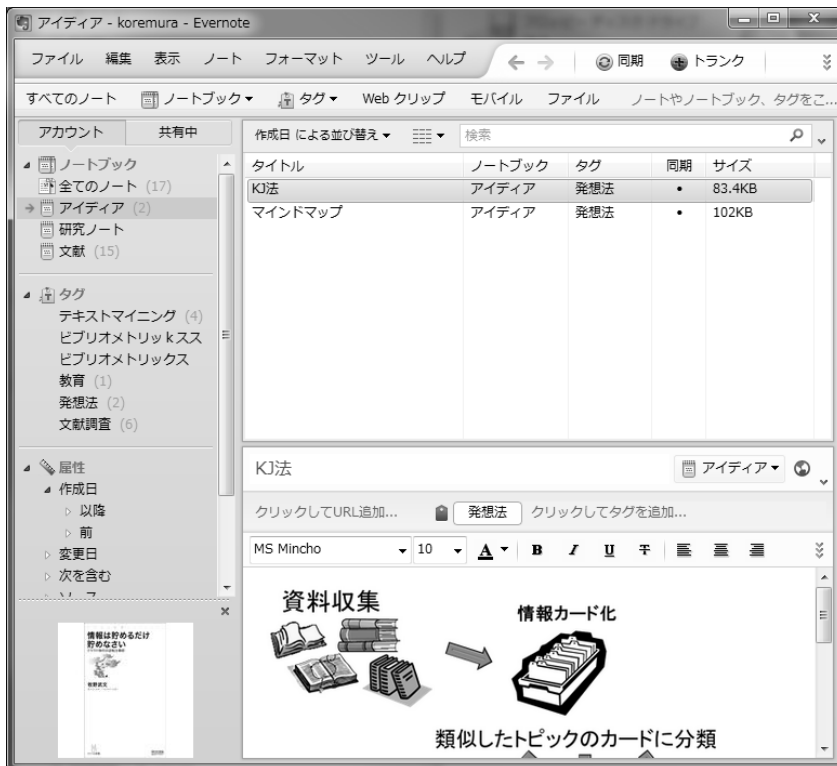 アイディア - koremura - Evernote
ファイル 編集 表示 ノート フォーマット ツール ヘルプ 同期 トランク
すべてのノート ノートブック タグ Web クリップ モバイル ファイル ノートやノートブック、タグをこ...
アカウント 共有中
作成日 による並び替え 検索
タイトル ノートブック タグ 同期 サイズ
KJ法 アイディア 発想法 • 83.4KB
マインドマップ アイディア 発想法 • 102KB
ノートブック
全てのノート (17)
アイディア (2)
研究ノート
文献 (15)
タグ
テキストマイニング (4)
ビブリオメトリッkスス
ビブリオメトリックス
教育 (1)
発想法 (2)
文献調査 (6)
属性
作成日
以降
前
変更日
次を含む
KJ法 アイディア
クリックしてURL追加... 発想法 クリックしてタグを追加...
MS Mincho 10 A B I U T
資料収集
情報カード化
類似したトピックのカードに分類
情報は貯めるだけ
貯めなさい